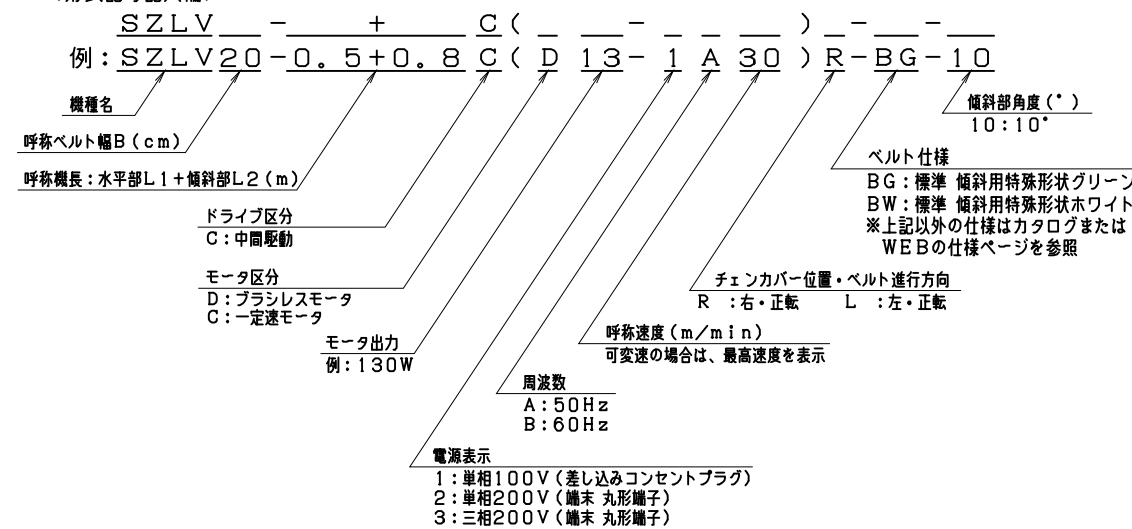 SZLV＿－＿＋＿C(＿ ＿－＿ ＿ ＿)＿－＿－＿
例：SZLV20－0.5＋0.8C(D13－1A30)R－BG－10
機種名
傾斜部角度(°)
10：10°
呼称ベルト幅B(cm)
ベルト仕様
呼称機長：水平部L1＋傾斜部L2(m)
BG：標準 傾斜用特殊形状グリーン
BW：標準 傾斜用特殊形状ホワイト
※上記以外の仕様はカタログまたは
WEBの仕様ページを参照
ドライブ区分
C：中間駆動
モータ区分
D：ブラシレスモータ
C：一定速モータ
チェンカバー位置・ベルト進行方向
R ：右・正転 L ：左・正転
モータ出力
例：130W
呼称速度(m/min)
可変速の場合は、最高速度を表示
周波数
A：50Hz
B：60Hz
電源表示
1：単相100V(差し込みコンセントプラグ)
2：単相200V(端末 丸形端子)
3：三相200V(端末 丸形端子)